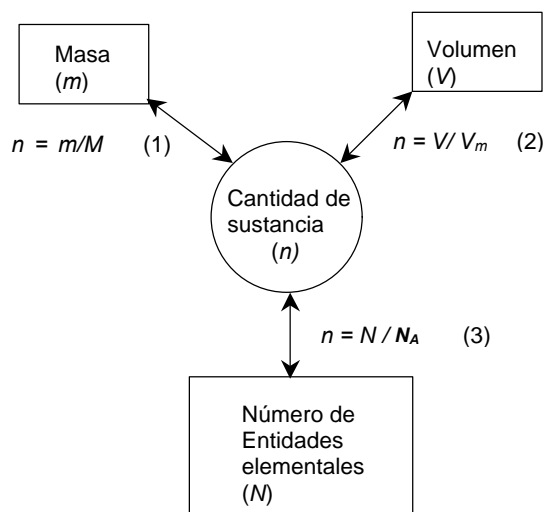 Masa
(m)
Volumen
(V)
n = m/M (1)
n = V/ Vm (2)
Cantidad de
sustancia
(n)
n = N / NA (3)
Número de
Entidades
elementales
(N)